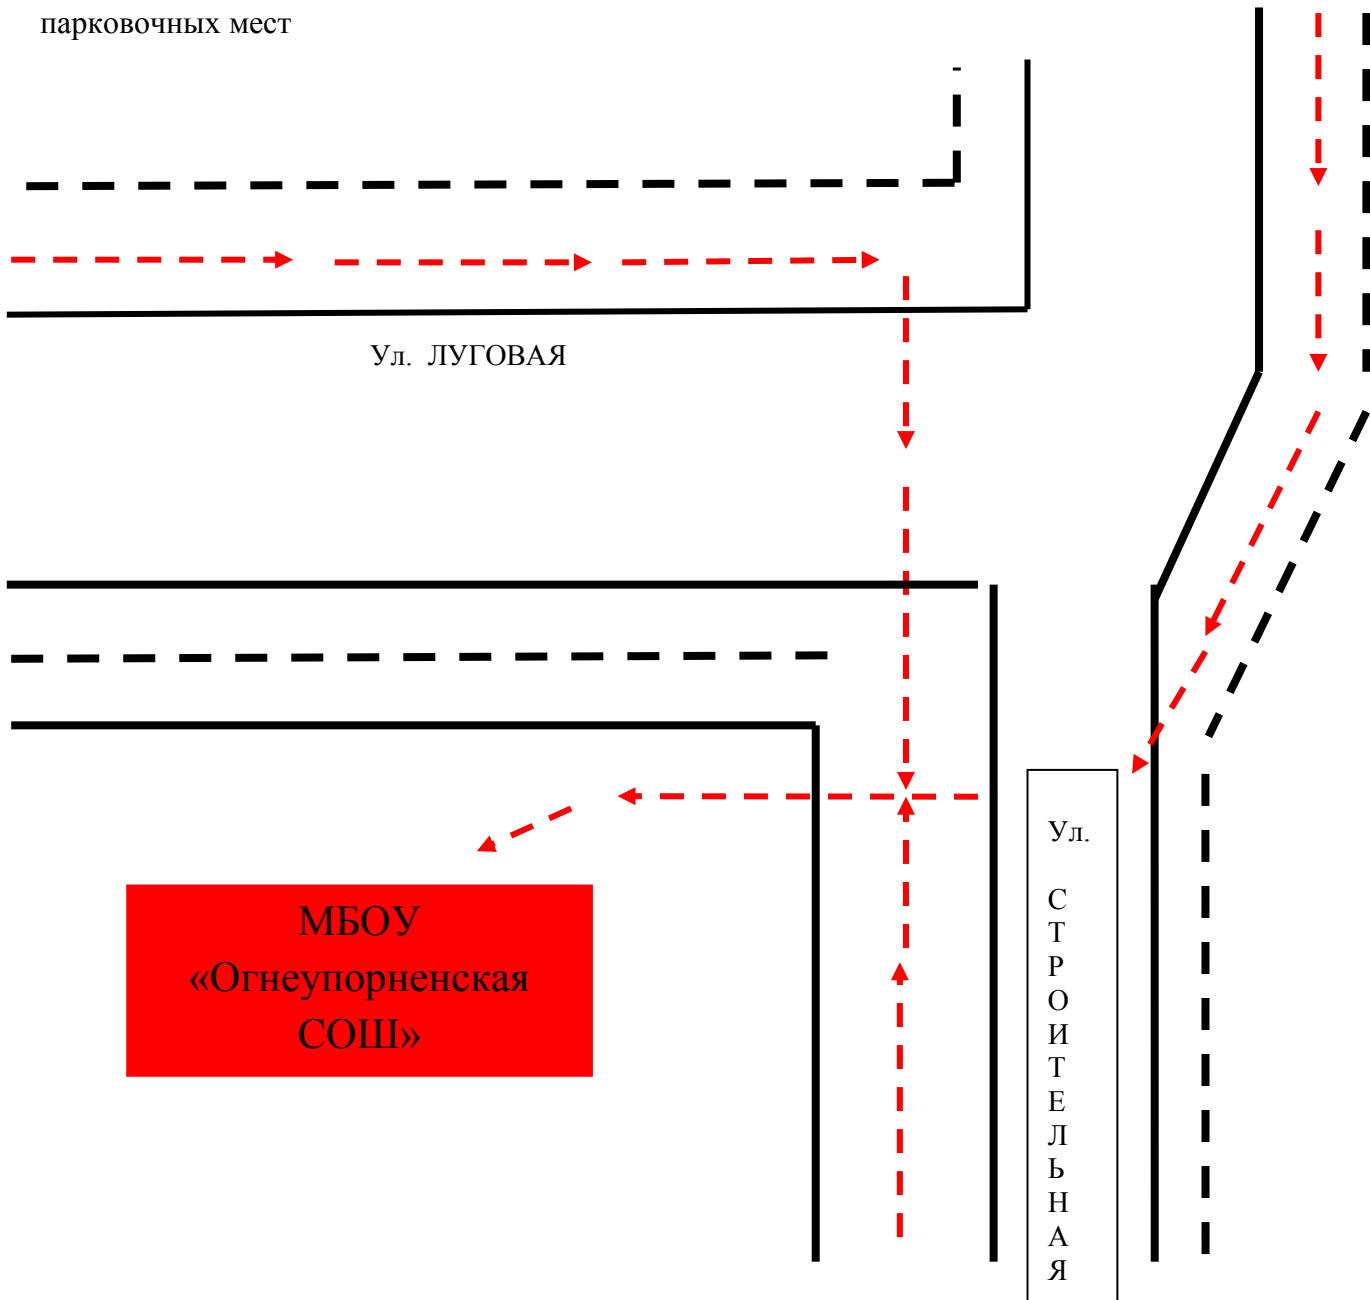 парковочных мест
Ул. ЛУГОВАЯ
МБОУ
«Огнеупорненская
СОШ»
Ул.
С
Т
Р
О
И
Т
Е
Л
Ь
Н
А
Я